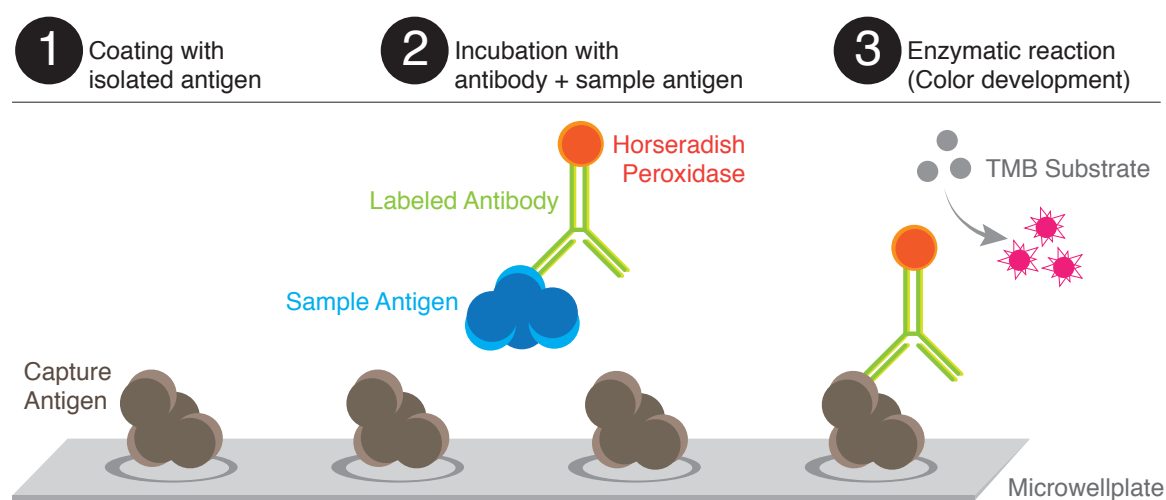 1 Coating with
isolated antigen
2 Incubation with
antibody + sample antigen
3 Enzymatic reaction
(Color development)
Horseradish
Peroxidase
TMB Substrate
Labeled Antibody
Sample Antigen
Capture
Antigen
Microwellplate